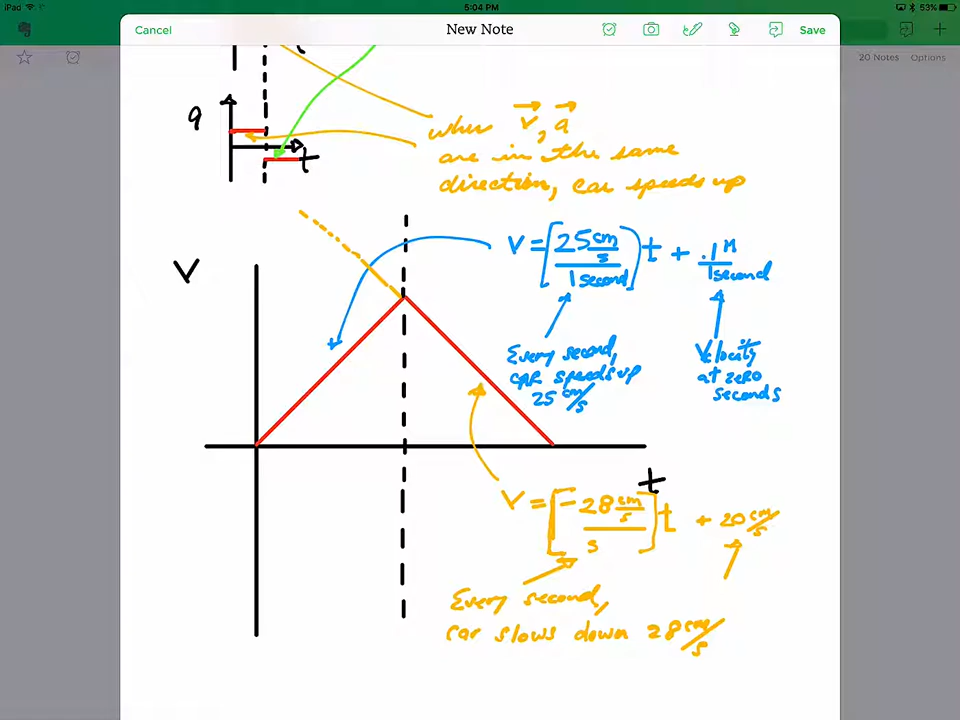 iPad
5:04 PM
53%
Cancel
New Note
Save
20 Notes
Options
a
t
when v, a
are in the same
direction, car speeds up
V
V = [25 cm/s / 1 second] t + .1 M / 1 second
Every second,
car speeds up
25 cm/s
Velocity
at zero
seconds
t
V = [-28 cm/s / s] t + 20 cm/s
Every second,
car slows down 28 cm/s